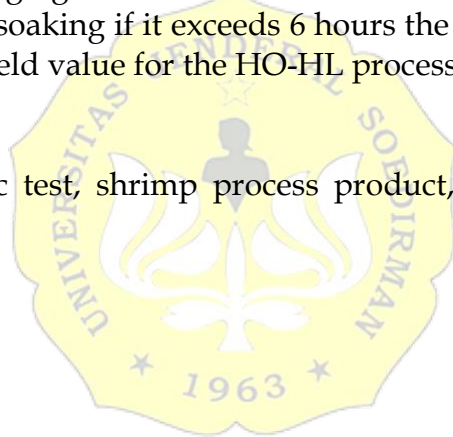 soaking if it exceeds 6 hours the
eld value for the HO-HL process
c test, shrimp process product,
UNIVERSITAS JENDERAL SOEDIRMAN
1963